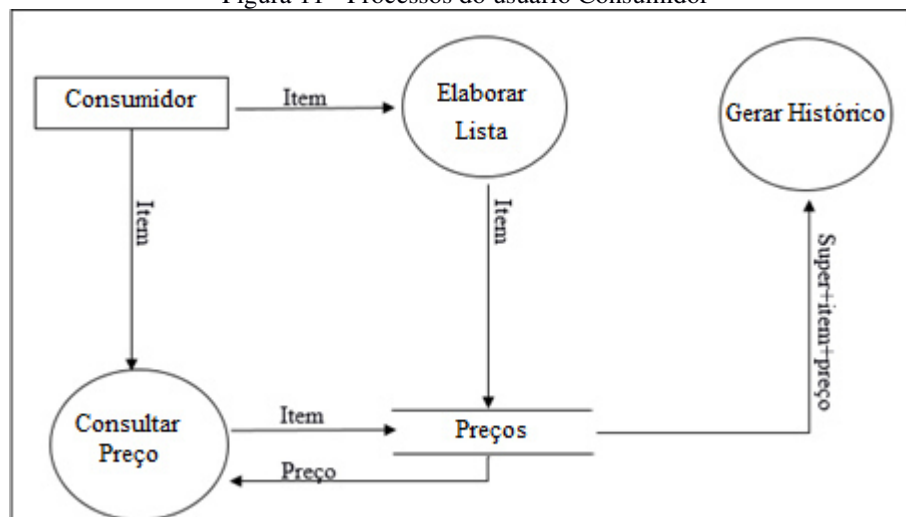 Figura 11 - Processos do usuário Consumidor
Consumidor
Item
Elaborar
Lista
Gerar Histórico
Item
Item
Super+item+preço
Consultar
Preço
Item
Preços
Preço